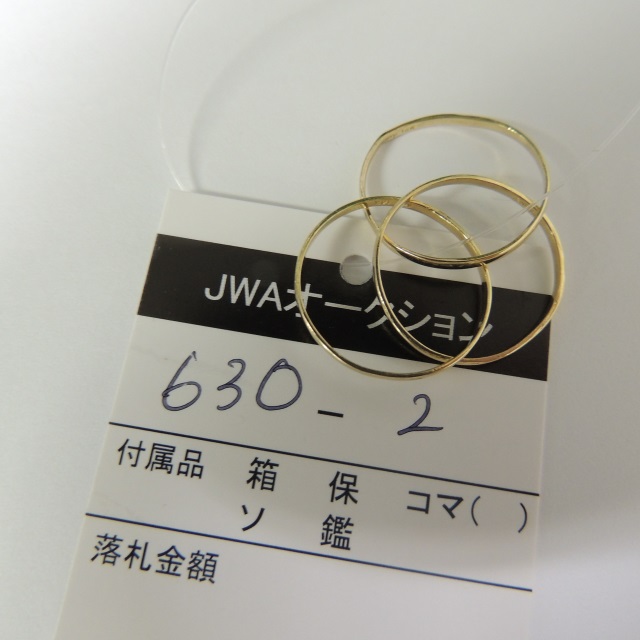 JWAオークション
630-2
付属品 箱 保 コマ( )
ソ 鑑
落札金額